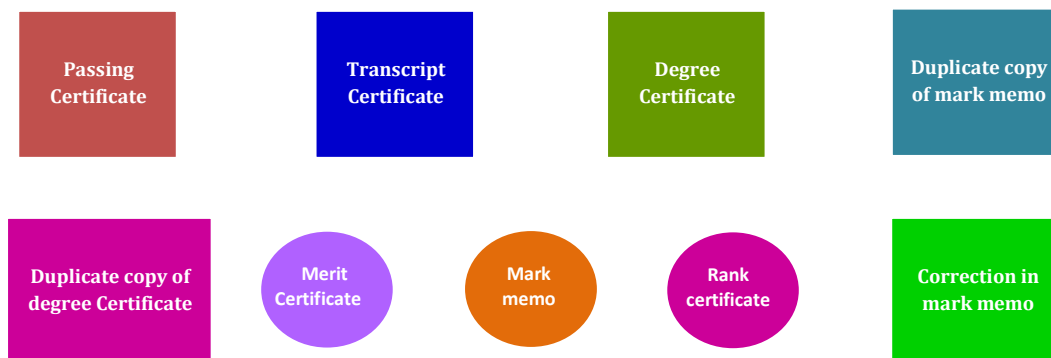 Passing
Certificate
Transcript
Certificate
Degree
Certificate
Duplicate copy
of mark memo
Duplicate copy of
degree Certificate
Merit
Certificate
Mark
memo
Rank
certificate
Correction in
mark memo